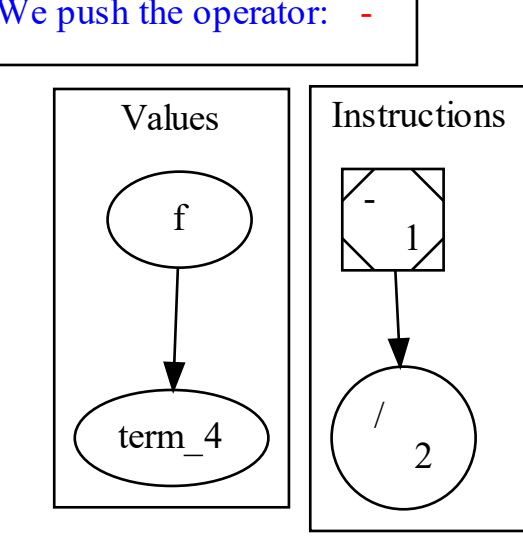 We push the operator: -
Values
Instructions
f
-
1
term_4
/
2